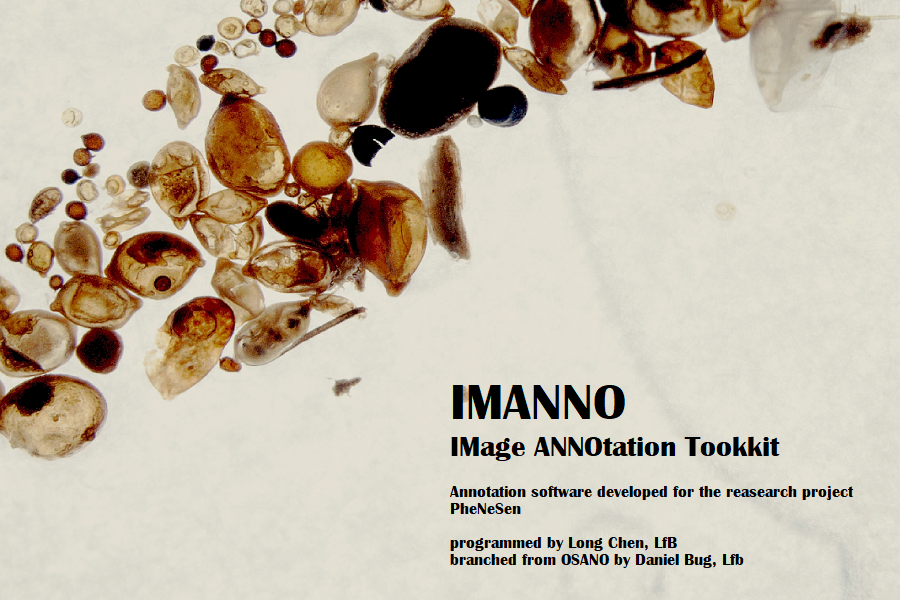 IMANNO
IMage ANNOtation Tookkit
Annotation software developed for the reasearch project
PheNeSen
programmed by Long Chen, LfB
branched from OSANO by Daniel Bug, Lfb